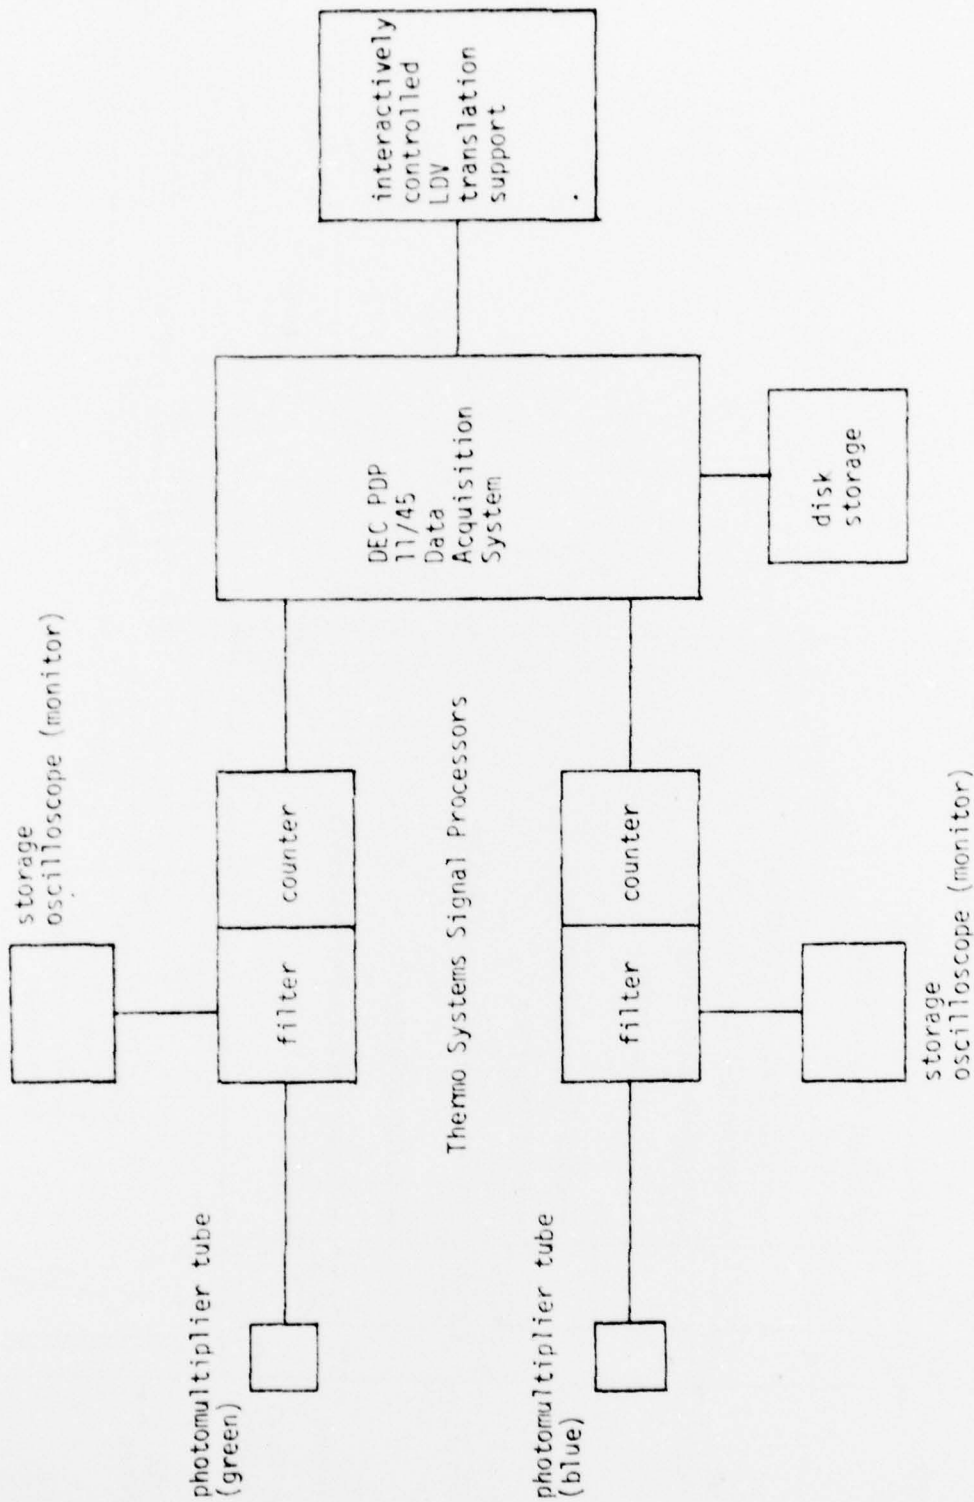 storage
oscilloscope (monitor)
photomultiplier tube
(green)
filter
counter
Thermo Systems Signal Processors
DEC PDP
11/45
Data
Acquisition
System
interactively
controlled
LDV
translation
support
.
photomultiplier tube
(blue)
filter
counter
disk
storage
storage
oscilloscope (monitor)